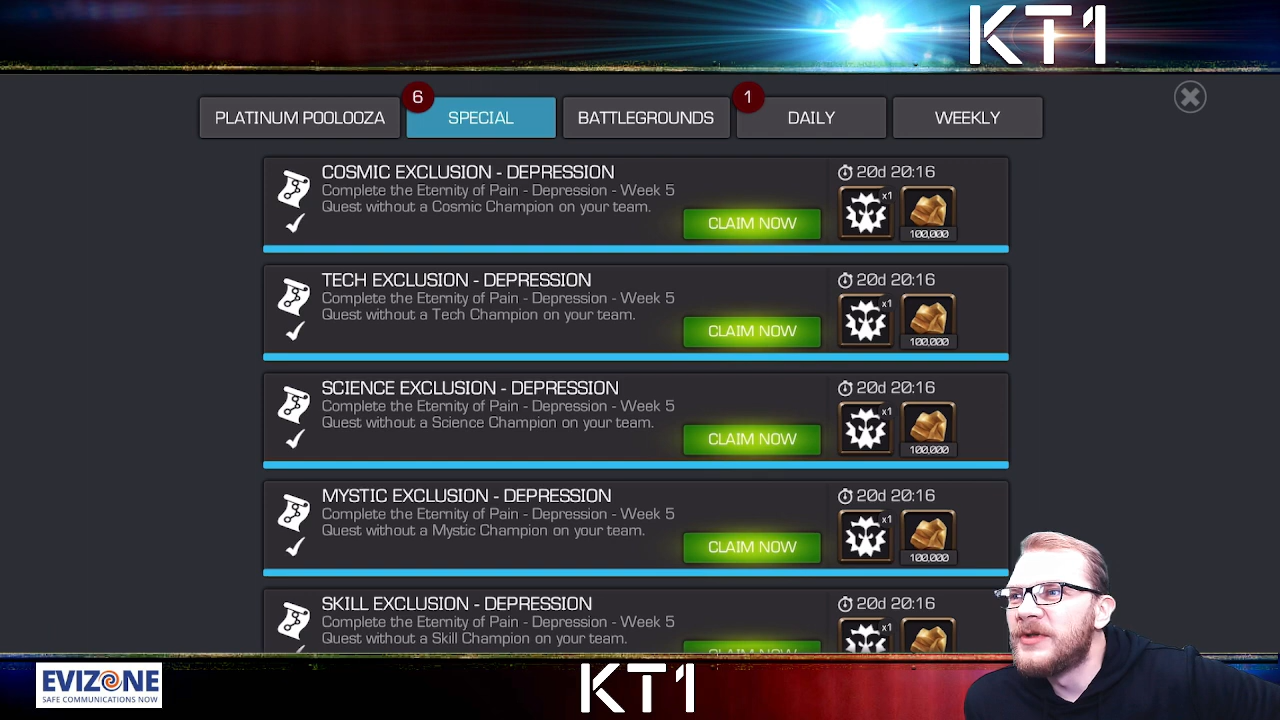 KT1
6
1
PLATINUM POOLOOZA
SPECIAL
BATTLEGROUNDS
DAILY
WEEKLY
COSMIC EXCLUSION - DEPRESSION
Complete the Eternity of Pain - Depression - Week 5
Quest without a Cosmic Champion on your team.
CLAIM NOW
20d 20:16
x1
100,000
TECH EXCLUSION - DEPRESSION
Complete the Eternity of Pain - Depression - Week 5
Quest without a Tech Champion on your team.
CLAIM NOW
20d 20:16
x1
100,000
SCIENCE EXCLUSION - DEPRESSION
Complete the Eternity of Pain - Depression - Week 5
Quest without a Science Champion on your team.
CLAIM NOW
20d 20:16
x1
100,000
MYSTIC EXCLUSION - DEPRESSION
Complete the Eternity of Pain - Depression - Week 5
Quest without a Mystic Champion on your team.
CLAIM NOW
20d 20:16
x1
100,000
SKILL EXCLUSION - DEPRESSION
Complete the Eternity of Pain - Depression - Week 5
Quest without a Skill Champion on your team.
CLAIM NOW
20d 20:16
x1
EVIZONE
SAFE COMMUNICATIONS NOW
KT1